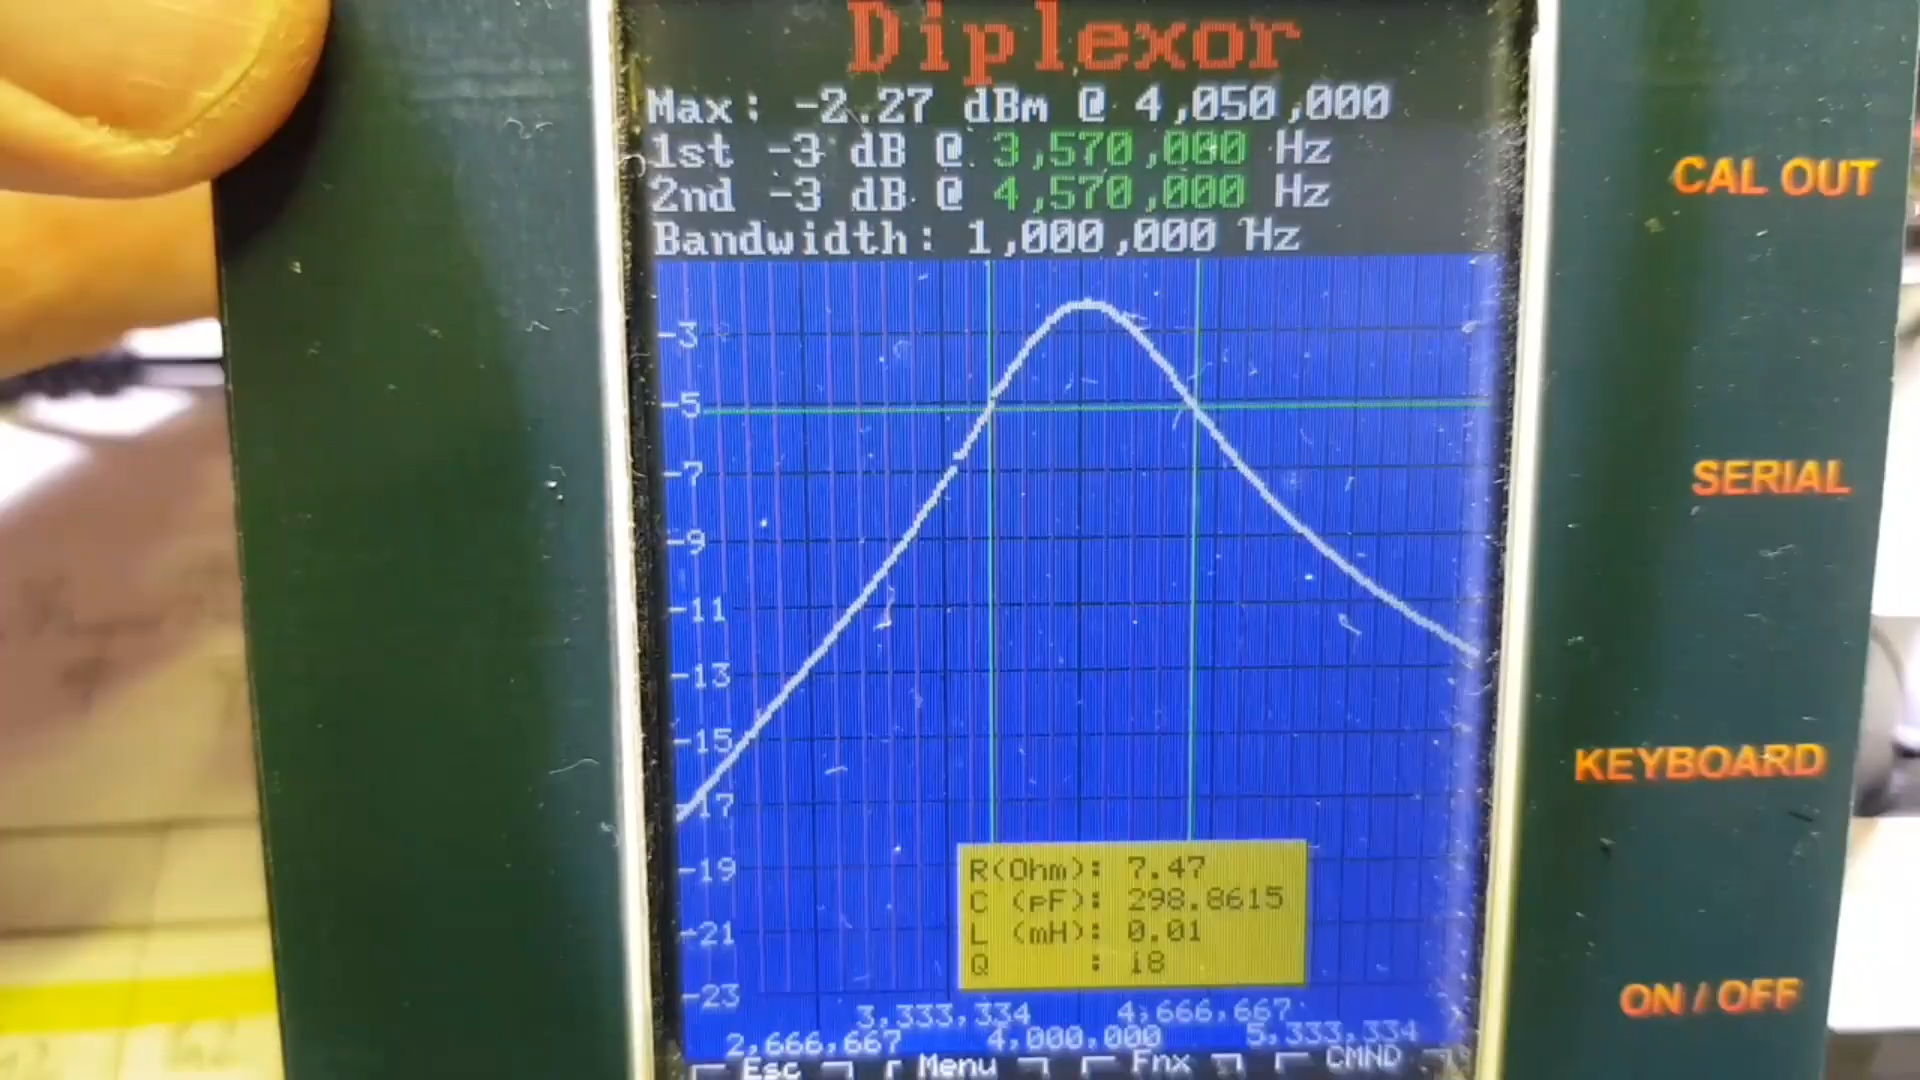 Diplexor
Max: -2.27 dBm @ 4,050,000
1st -3 dB @ 3,570,000 Hz
2nd -3 dB @ 4,570,000 Hz
Bandwidth: 1,000,000 Hz
-3
-5
-7
-9
-11
-13
-15
-17
-19
-21
-23
R(Ohm): 7.47
C (pF): 298.8615
L (mH): 0.01
Q : 18
3,333,334 4,666,667
2,666,667 4,000,000 5,333,334
Esc Menu Fnx CMND
CAL OUT
SERIAL
KEYBOARD
ON / OFF